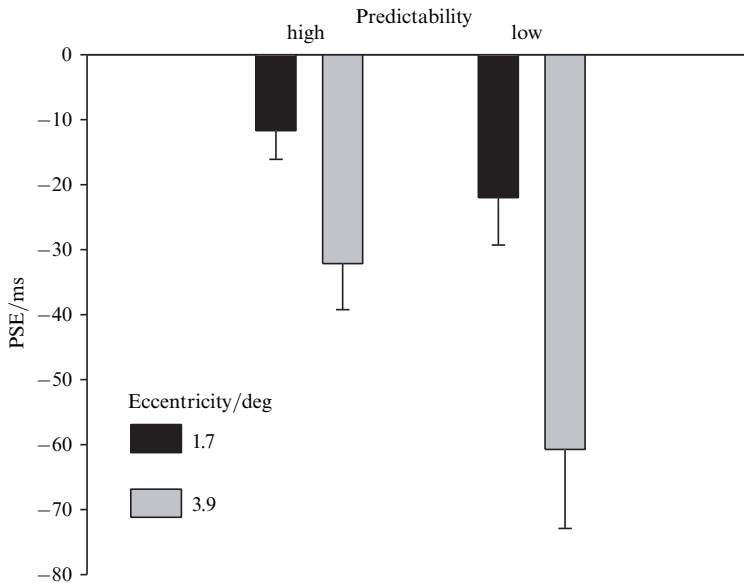 Predictability
high low
0
−10
−20
−30
−40
−50
−60
−70
−80
PSE/ms
Eccentricity/deg
1.7
3.9